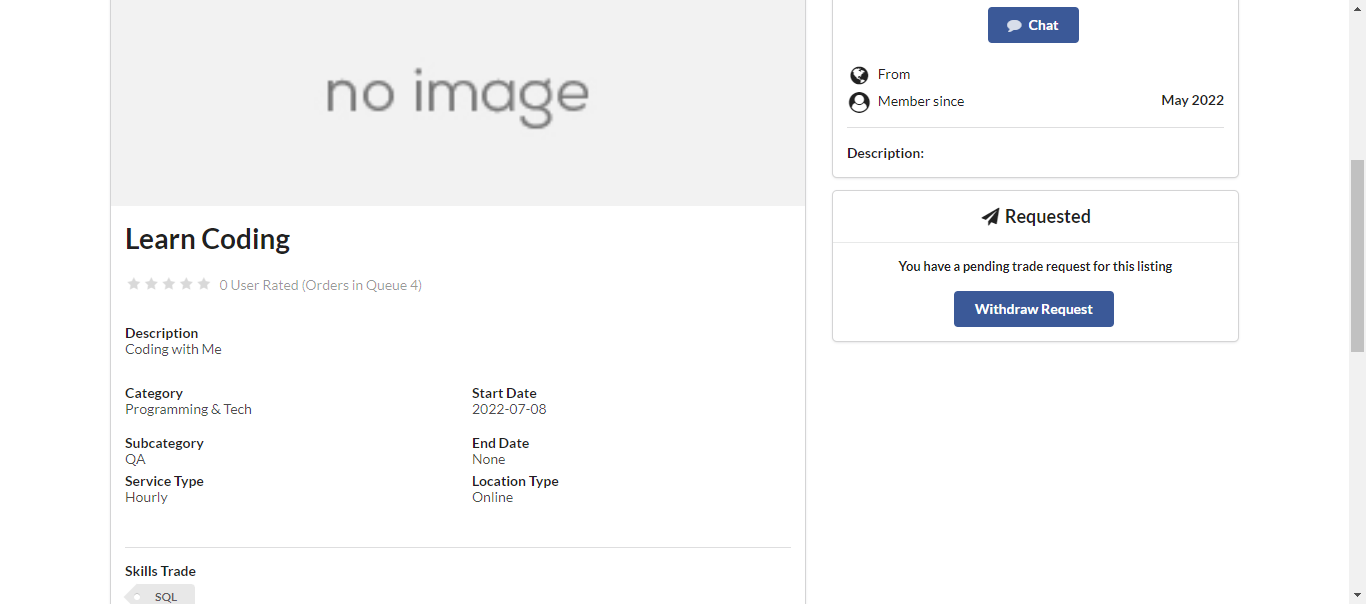 no image
Learn Coding
0 User Rated (Orders in Queue 4)
Description
Coding with Me
Category
Programming & Tech
Start Date
2022-07-08
Subcategory
QA
End Date
None
Service Type
Hourly
Location Type
Online
Skills Trade
SQL
Chat
From
Member since May 2022
Description:
Requested
You have a pending trade request for this listing
Withdraw Request